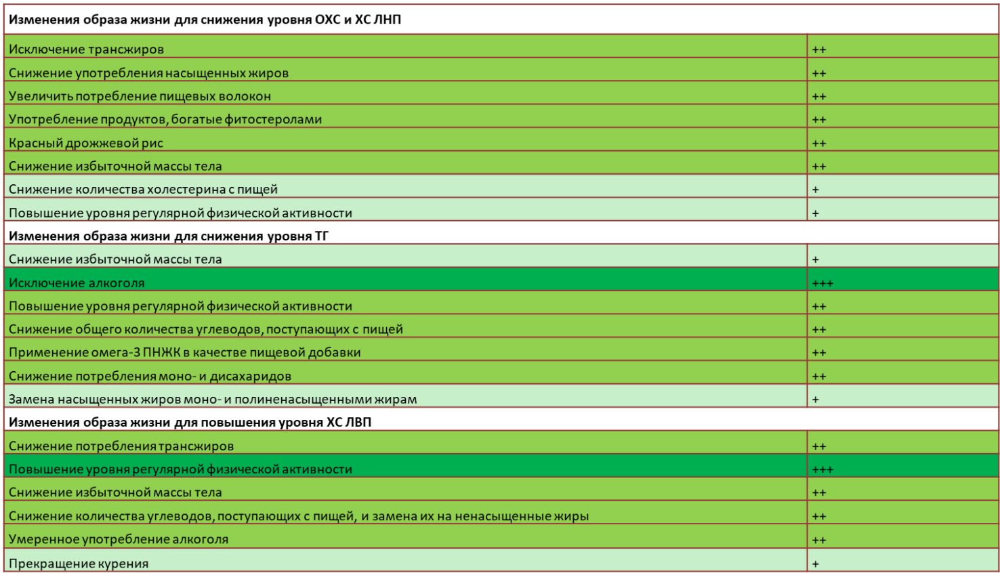 Изменения образа жизни для снижения уровня ОХС и ХС ЛНП
Исключение трансжиров ++
Снижение употребления насыщенных жиров ++
Увеличить потребление пищевых волокон ++
Употребление продуктов, богатые фитостеролами ++
Красный дрожжевой рис ++
Снижение избыточной массы тела ++
Снижение количества холестерина с пищей +
Повышение уровня регулярной физической активности +
Изменения образа жизни для снижения уровня ТГ
Снижение избыточной массы тела +
Исключение алкоголя +++
Повышение уровня регулярной физической активности ++
Снижение общего количества углеводов, поступающих с пищей ++
Применение омега-3 ПНЖК в качестве пищевой добавки ++
Снижение потребления моно- и дисахаридов ++
Замена насыщенных жиров моно- и полиненасыщенными жирам +
Изменения образа жизни для повышения уровня ХС ЛВП
Снижение потребления трансжиров ++
Повышение уровня регулярной физической активности +++
Снижение избыточной массы тела ++
Снижение количества углеводов, поступающих с пищей, и замена их на ненасыщенные жиры ++
Умеренное употребление алкоголя ++
Прекращение курения +